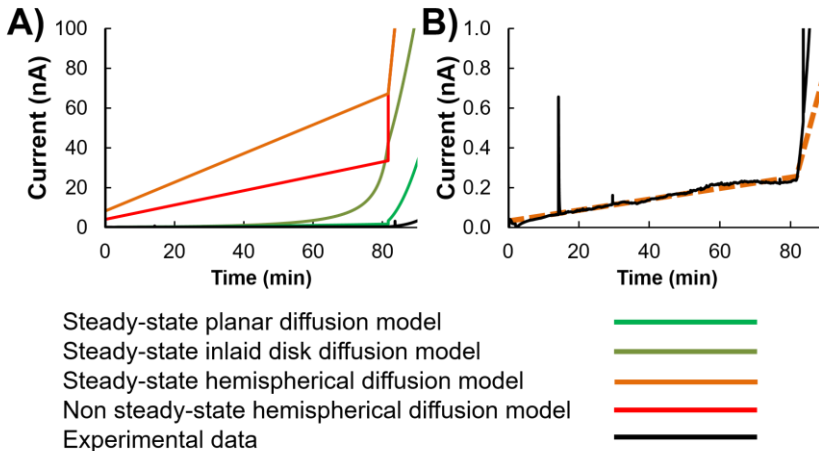 A)
Current (nA)
100
80
60
40
20
0
0 20 40 60 80
Time (min)
B)
Current (nA)
1.0
0.8
0.6
0.4
0.2
0.0
0 20 40 60 80
Time (min)
Steady-state planar diffusion model
Steady-state inlaid disk diffusion model
Steady-state hemispherical diffusion model
Non steady-state hemispherical diffusion model
Experimental data